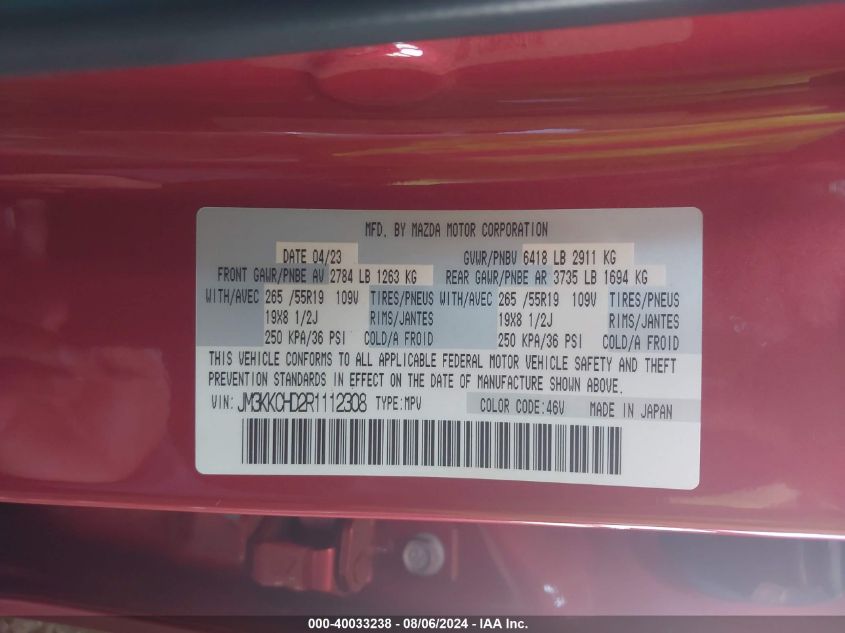 MFD. BY MAZDA MOTOR CORPORATION
DATE 04/23 GVWR/PNBV 6418 LB 2911 KG
FRONT GAWR/PNBE AV 2784 LB 1263 KG REAR GAWR/PNBE AR 3735 LB 1694 KG
WITH/AVEC 265 /55R19 109V TIRES/PNEUS WITH/AVEC 265 /55R19 109V TIRES/PNEUS
19X8 1/2J RIMS/JANTES 19X8 1/2J RIMS/JANTES
250 KPA/36 PSI COLD/A FROID 250 KPA/36 PSI COLD/A FROID
THIS VEHICLE CONFORMS TO ALL APPLICABLE FEDERAL MOTOR VEHICLE SAFETY AND THEFT
PREVENTION STANDARDS IN EFFECT ON THE DATE OF MANUFACTURE SHOWN ABOVE.
VIN: JM3KKCHD2R1112308 TYPE:MPV COLOR CODE:46V MADE IN JAPAN
000-40033238 - 08/06/2024 - IAA Inc.